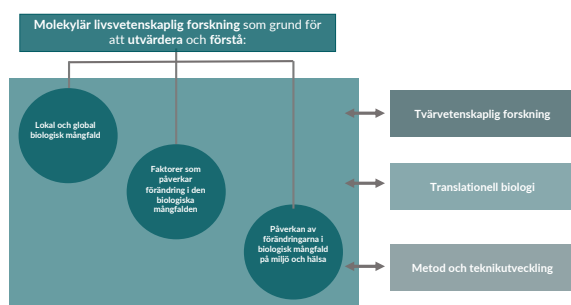 Molekylär livsvetenskaplig forskning som grund för
att utvärdera och förstå:
Lokal och global
biologisk mångfald
Faktorer som
påverkar
förändring i den
biologiska
mångfalden
Påverkan av
förändringarna i
biologisk mångfald
på miljö och hälsa
Tvärvetenskaplig forskning
Translationell biologi
Metod och teknikutveckling